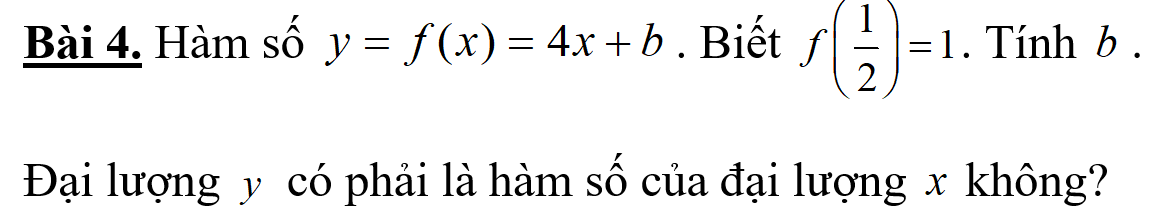 Bài 4. Hàm số y = f(x) = 4x + b . Biết f(1/2) = 1. Tính b .
Đại lượng y có phải là hàm số của đại lượng x không?